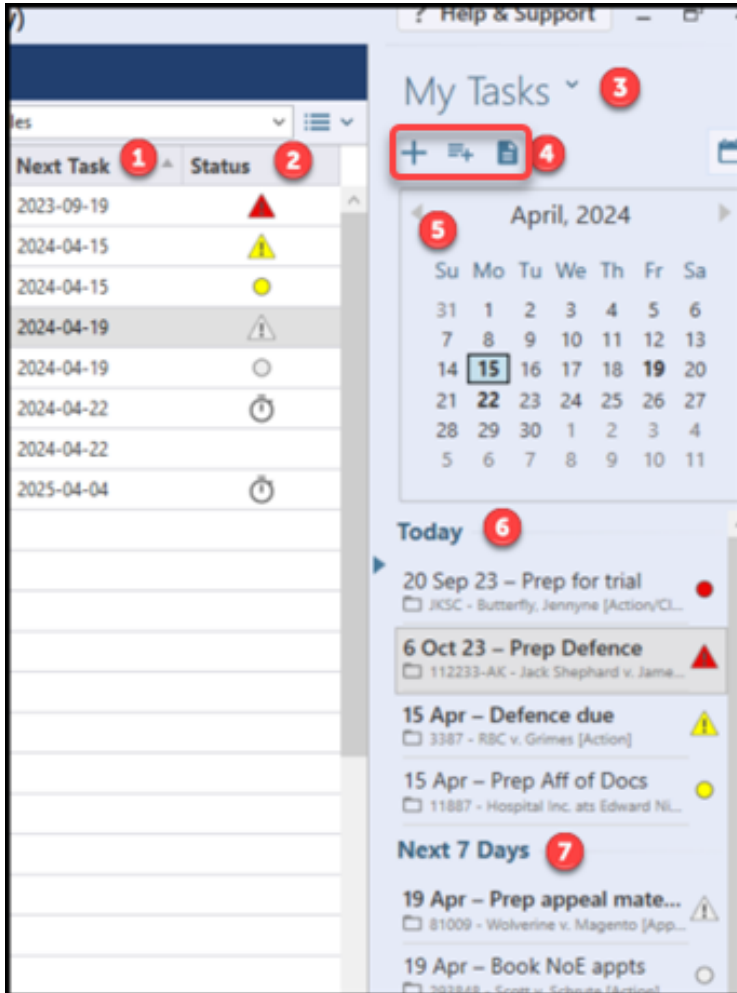 y)
? Help & Support
My Tasks 3
les
4
Next Task 1 Status 2
2023-09-19
2024-04-15
2024-04-15
2024-04-19
2024-04-19
2024-04-22
2024-04-22
2025-04-04
5 April, 2024
Su Mo Tu We Th Fr Sa
31 1 2 3 4 5 6
7 8 9 10 11 12 13
14 15 16 17 18 19 20
21 22 23 24 25 26 27
28 29 30 1 2 3 4
5 6 7 8 9 10 11
Today 6
20 Sep 23 – Prep for trial
JKSC - Butterfly, Jennyne [Action/Cl...
6 Oct 23 – Prep Defence
112233-AK - Jack Shephard v. Jame...
15 Apr – Defence due
3387 - RBC v. Grimes [Action]
15 Apr – Prep Aff of Docs
11887 - Hospital Inc. ats Edward Ni...
Next 7 Days 7
19 Apr – Prep appeal mate...
81009 - Wolverine v. Magento [App...
19 Apr – Book NoE appts
293848 - Scott v. Schrute [Action]